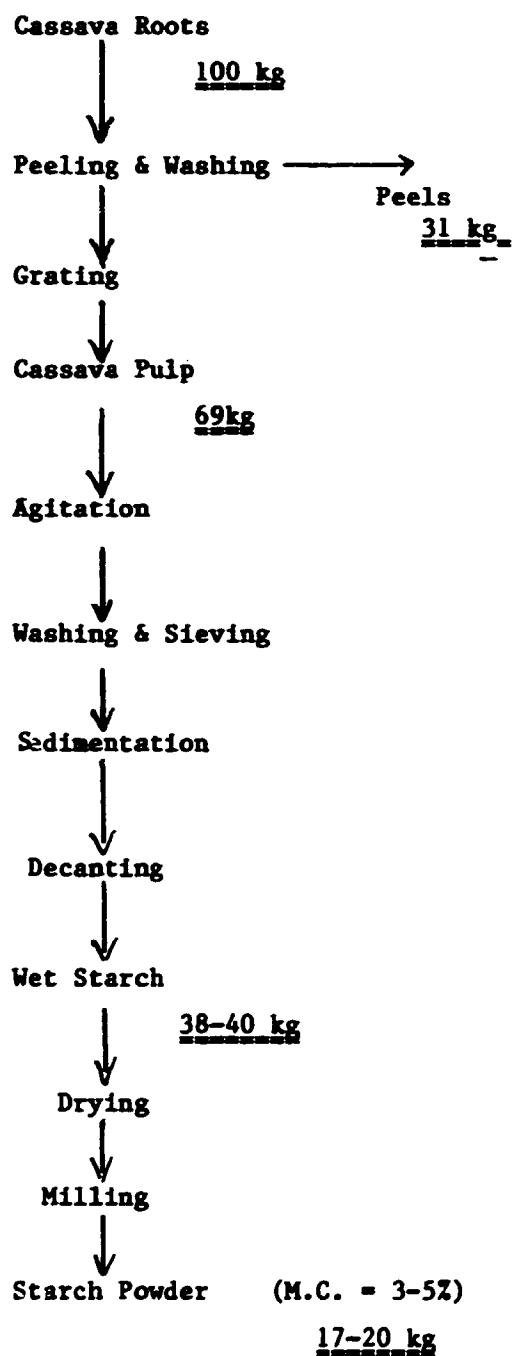 Cassava Roots
100 kg
Peeling & Washing
Peels
31 kg
Grating
Cassava Pulp
69kg
Agitation
Washing & Sieving
Sedimentation
Decanting
Wet Starch
38-40 kg
Drying
Milling
Starch Powder (M.C. = 3-5%)
17-20 kg